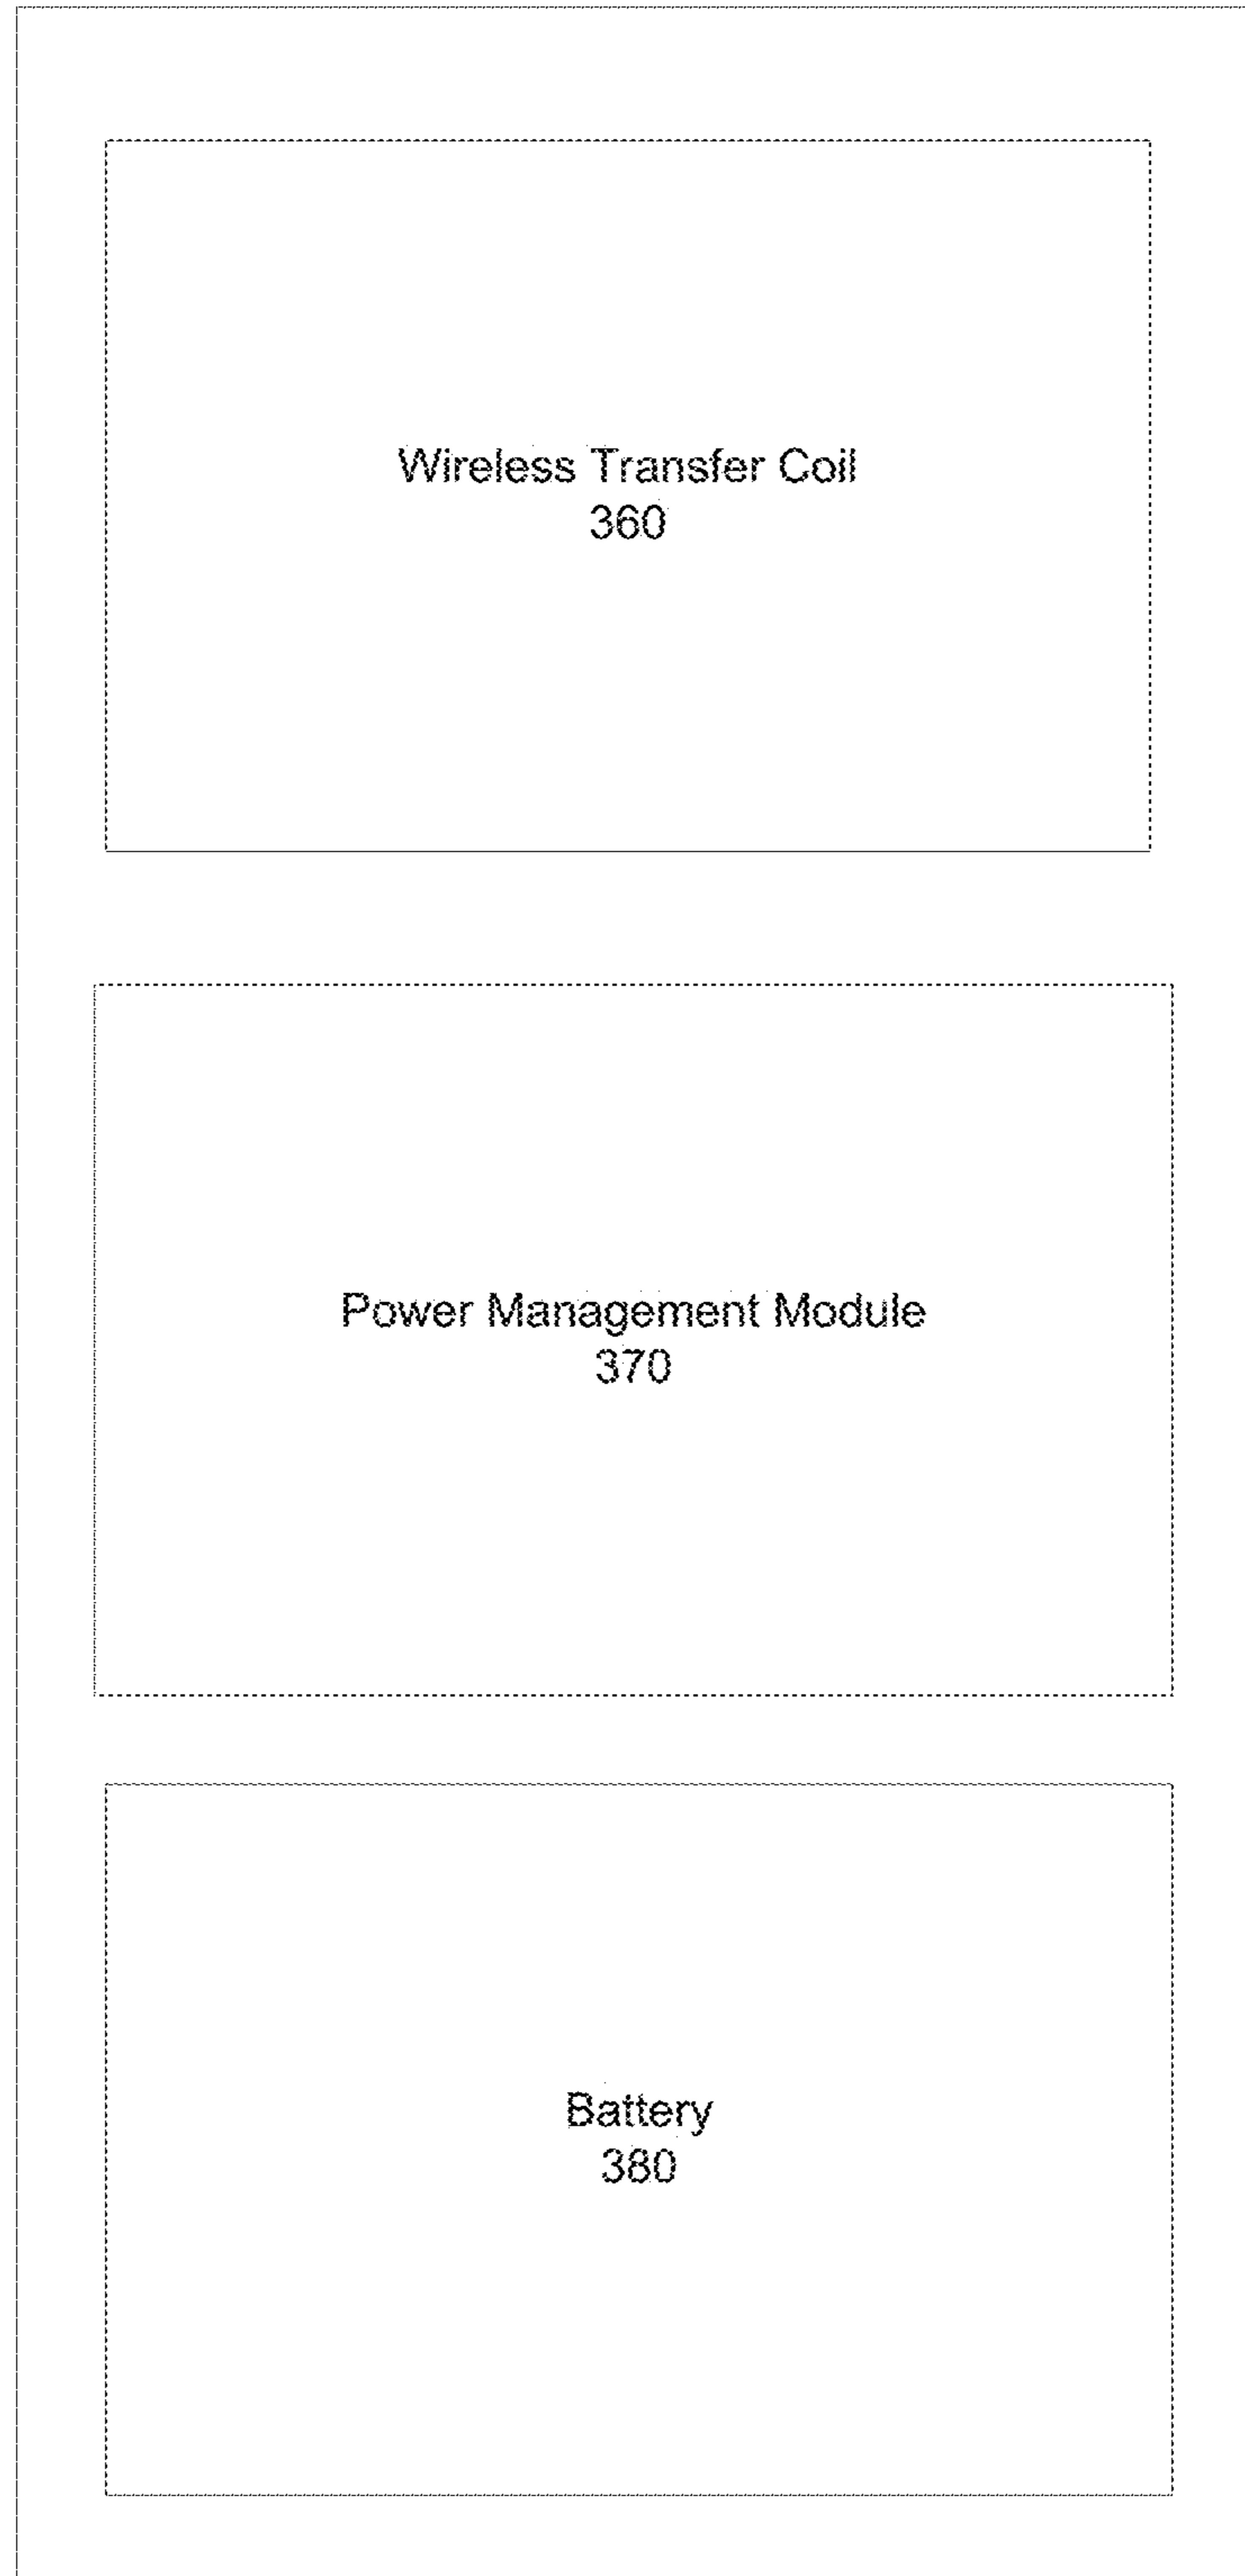 Wireless Transfer Coil
360
Power Management Module
370
Battery
380